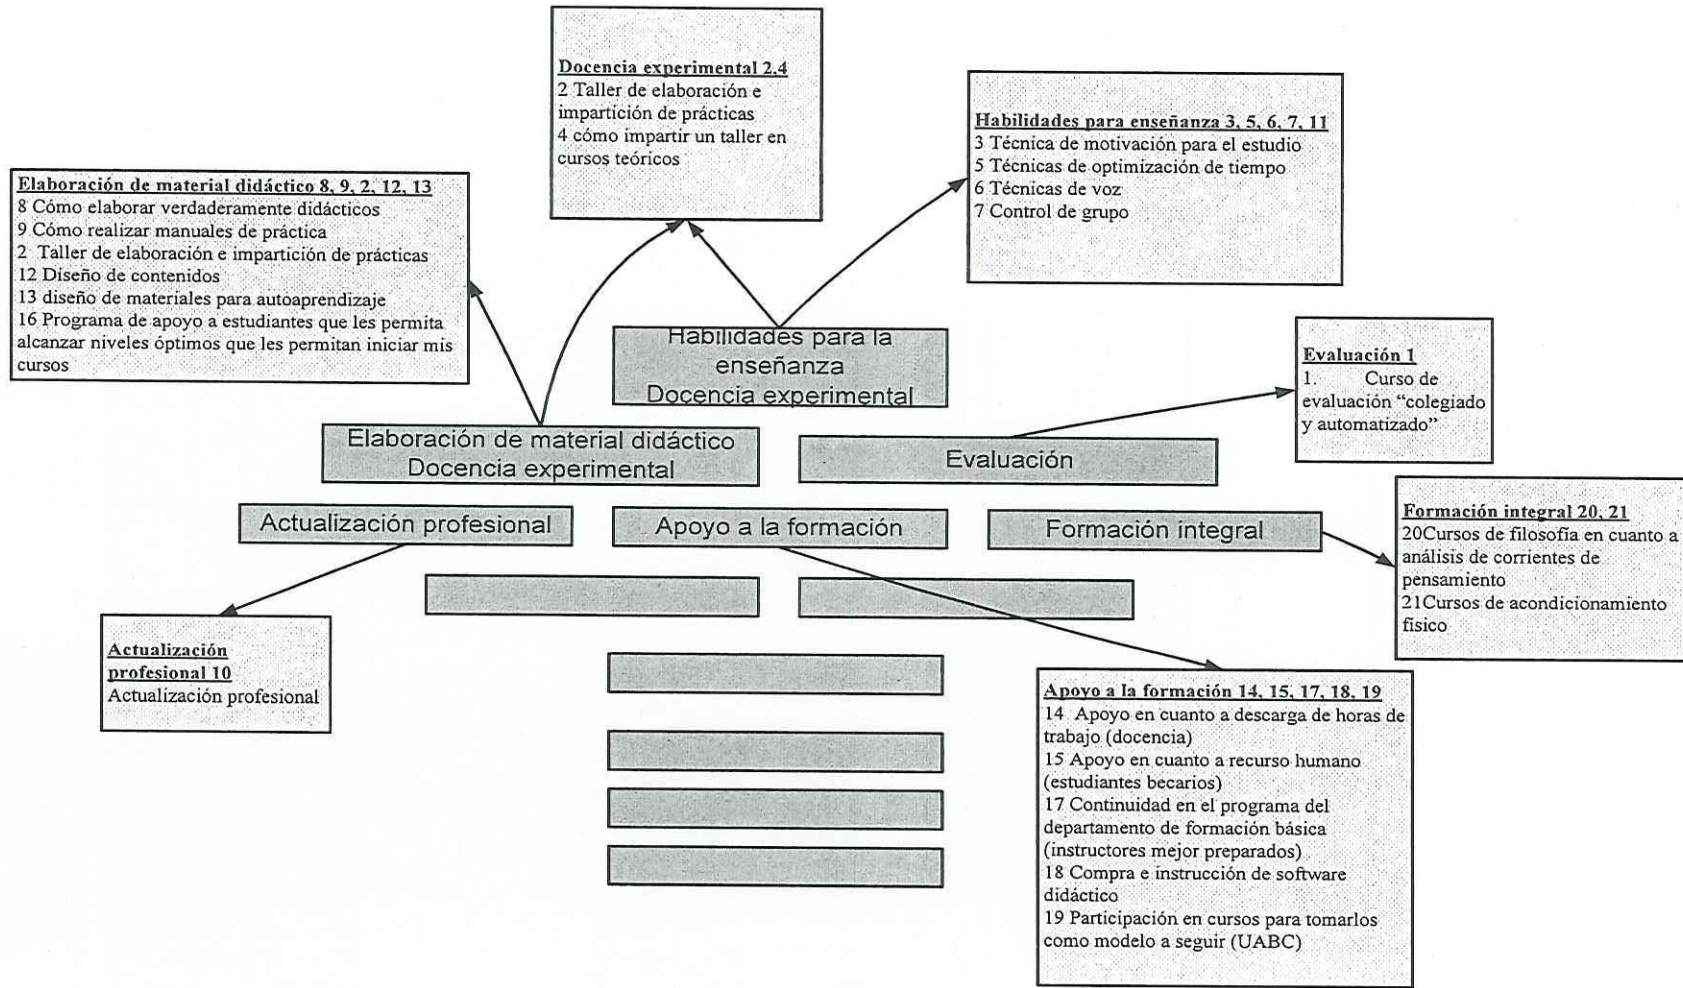 Docencia experimental 2,4
2 Taller de elaboración e
impartición de prácticas
4 cómo impartir un taller en
cursos teóricos
Habilidades para enseñanza 3, 5, 6, 7, 11
3 Técnica de motivación para el estudio
5 Técnicas de optimización de tiempo
6 Técnicas de voz
7 Control de grupo
Elaboración de material didáctico 8, 9, 2, 12, 13
8 Cómo elaborar verdaderamente didácticos
9 Cómo realizar manuales de práctica
2 Taller de elaboración e impartición de prácticas
12 Diseño de contenidos
13 diseño de materiales para autoaprendizaje
16 Programa de apoyo a estudiantes que les permita
alcanzar niveles óptimos que les permitan iniciar mis
cursos
Habilidades para la
enseñanza
Docencia experimental
Evaluación 1
1. Curso de
evaluación “colegiado
y automatizado”
Elaboración de material didáctico
Docencia experimental
Evaluación
Actualización profesional
Apoyo a la formación
Formación integral
Formación integral 20, 21
20Cursos de filosofía en cuanto a
análisis de corrientes de
pensamiento
21Cursos de acondicionamiento
físico
Actualización
profesional 10
Actualización profesional
Apoyo a la formación 14, 15, 17, 18, 19
14 Apoyo en cuanto a descarga de horas de
trabajo (docencia)
15 Apoyo en cuanto a recurso humano
(estudiantes becarios)
17 Continuidad en el programa del
departamento de formación básica
(instructores mejor preparados)
18 Compra e instrucción de software
didáctico
19 Participación en cursos para tomarlos
como modelo a seguir (UABC)